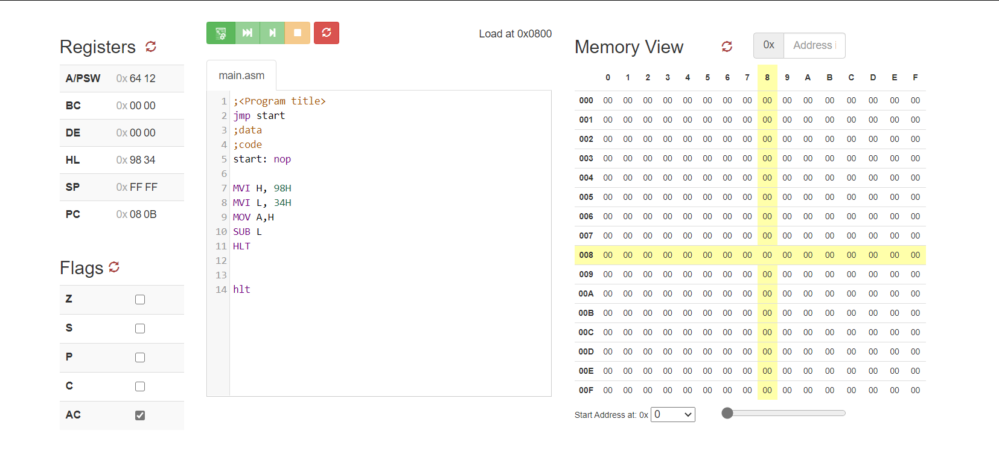 Registers
A/PSW 0x 64 12
BC 0x 00 00
DE 0x 00 00
HL 0x 98 34
SP 0x FF FF
PC 0x 08 0B
Flags
Z
S
P
C
AC
Load at 0x0800
main.asm
1 ;<Program title>
2 jmp start
3 ;data
4 ;code
5 start: nop
6
7 MVI H, 98H
8 MVI L, 34H
9 MOV A,H
10 SUB L
11 HLT
12
13
14 hlt
Memory View
0x Address i
0 1 2 3 4 5 6 7 8 9 A B C D E F
000 00 00 00 00 00 00 00 00 00 00 00 00 00 00 00 00
001 00 00 00 00 00 00 00 00 00 00 00 00 00 00 00 00
002 00 00 00 00 00 00 00 00 00 00 00 00 00 00 00 00
003 00 00 00 00 00 00 00 00 00 00 00 00 00 00 00 00
004 00 00 00 00 00 00 00 00 00 00 00 00 00 00 00 00
005 00 00 00 00 00 00 00 00 00 00 00 00 00 00 00 00
006 00 00 00 00 00 00 00 00 00 00 00 00 00 00 00 00
007 00 00 00 00 00 00 00 00 00 00 00 00 00 00 00 00
008 00 00 00 00 00 00 00 00 00 00 00 00 00 00 00 00
009 00 00 00 00 00 00 00 00 00 00 00 00 00 00 00 00
00A 00 00 00 00 00 00 00 00 00 00 00 00 00 00 00 00
00B 00 00 00 00 00 00 00 00 00 00 00 00 00 00 00 00
00C 00 00 00 00 00 00 00 00 00 00 00 00 00 00 00 00
00D 00 00 00 00 00 00 00 00 00 00 00 00 00 00 00 00
00E 00 00 00 00 00 00 00 00 00 00 00 00 00 00 00 00
00F 00 00 00 00 00 00 00 00 00 00 00 00 00 00 00 00
Start Address at: 0x 0